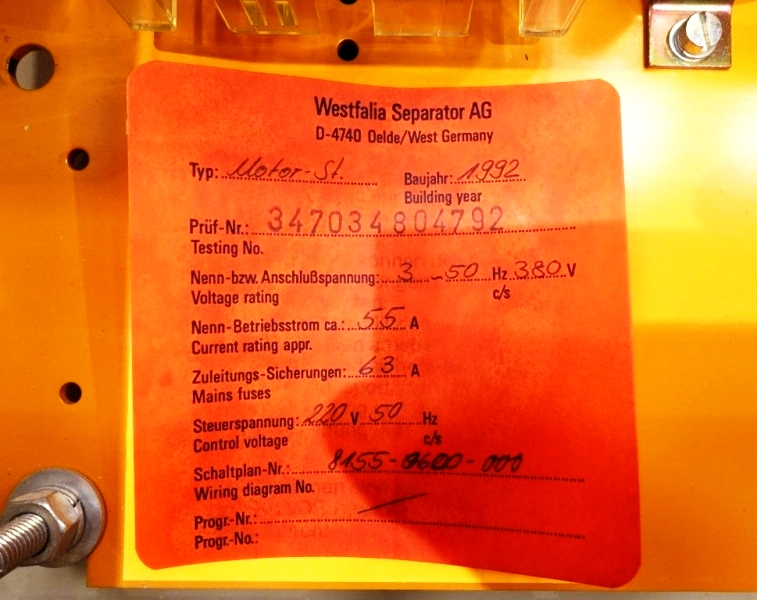 Westfalia Separator AG
D-4740 Oelde/West Germany
Typ: Motor-St. Baujahr: 1992
Building year
Prüf-Nr.: 347034804792
Testing No.
Nenn-bzw. Anschlußspannung: 3 ~50 Hz 380 V
Voltage rating c/s
Nenn-Betriebsstrom ca.: 55 A
Current rating appr.
Zuleitungs-Sicherungen: 63 A
Mains fuses
Steuerspannung: 220 V 50 Hz
Control voltage c/s
Schaltplan-Nr.: 8155-9600-000
Wiring diagram No.
Progr.-Nr.: —
Progr.-No.: